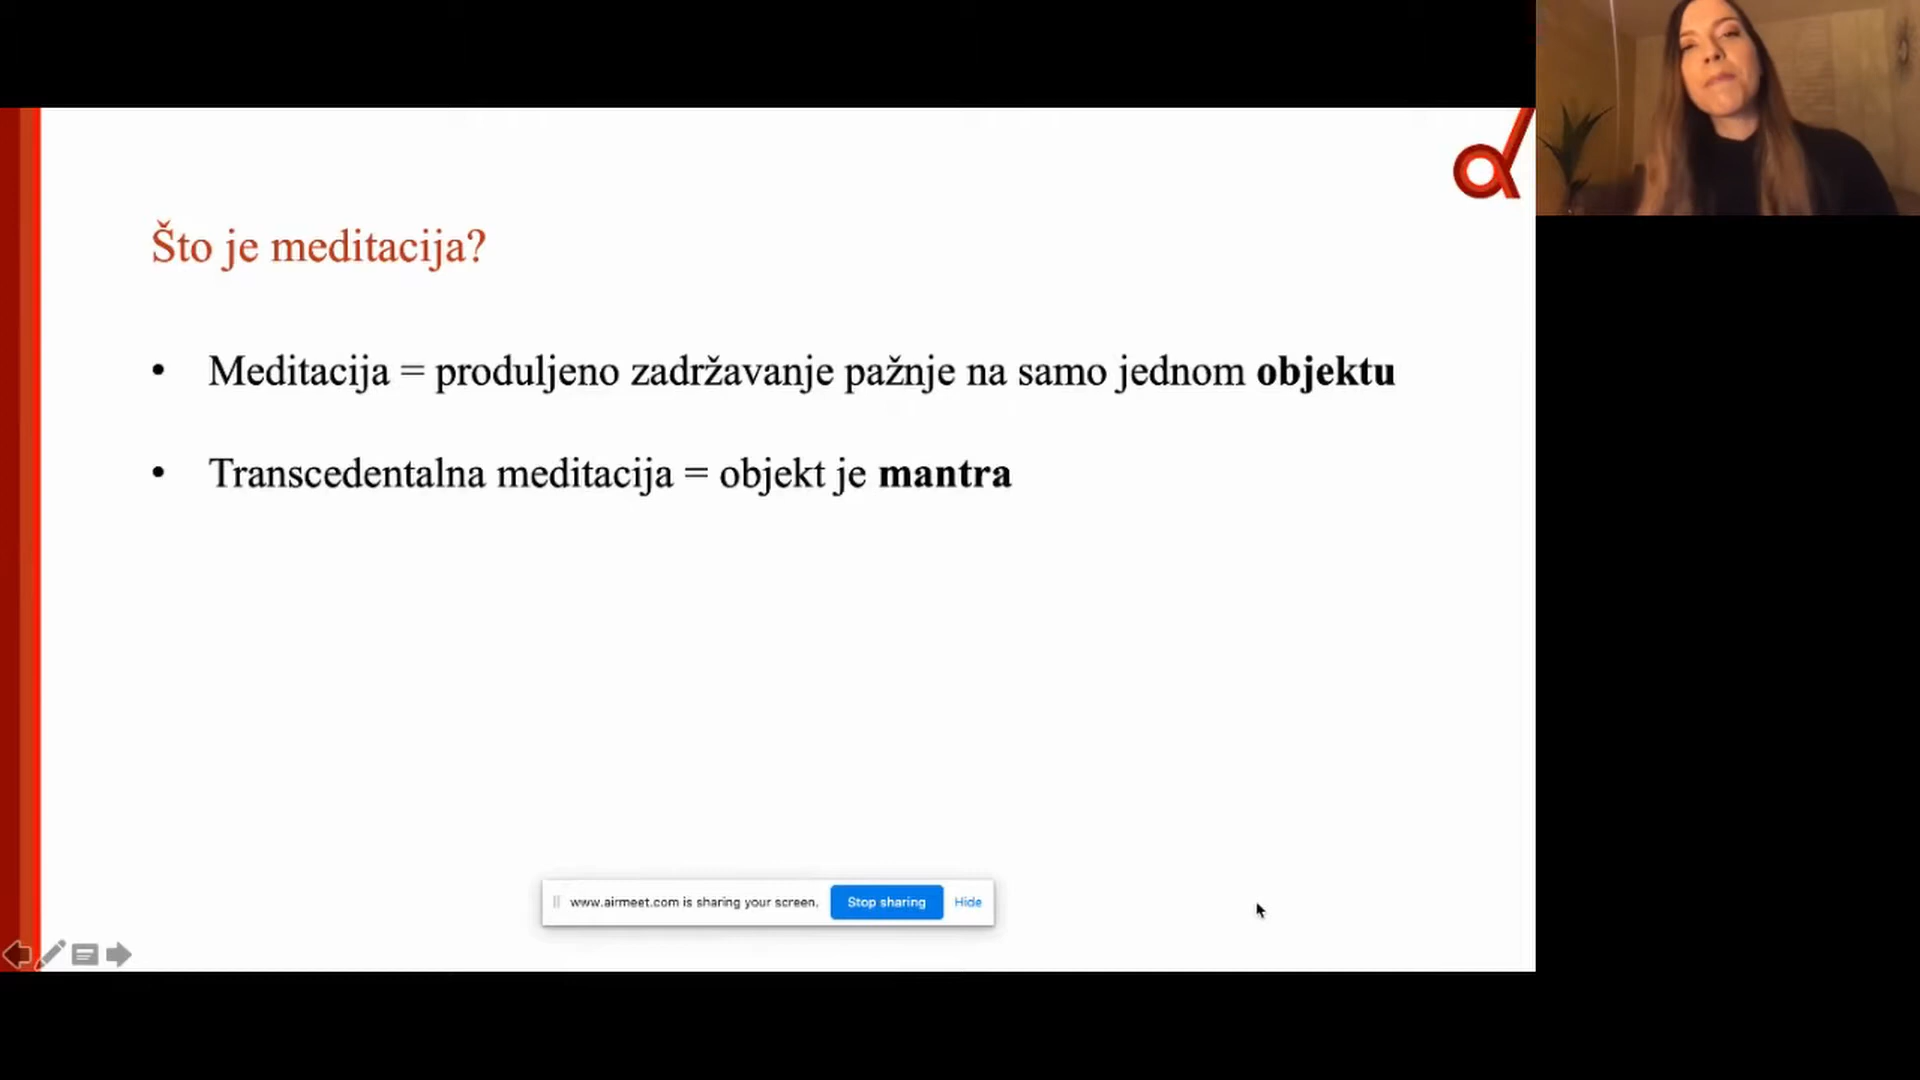 Što je meditacija?
• Meditacija = produljeno zadržavanje pažnje na samo jednom objektu
• Transcedentalna meditacija = objekt je mantra
www.airmeet.com is sharing your screen. Stop sharing Hide